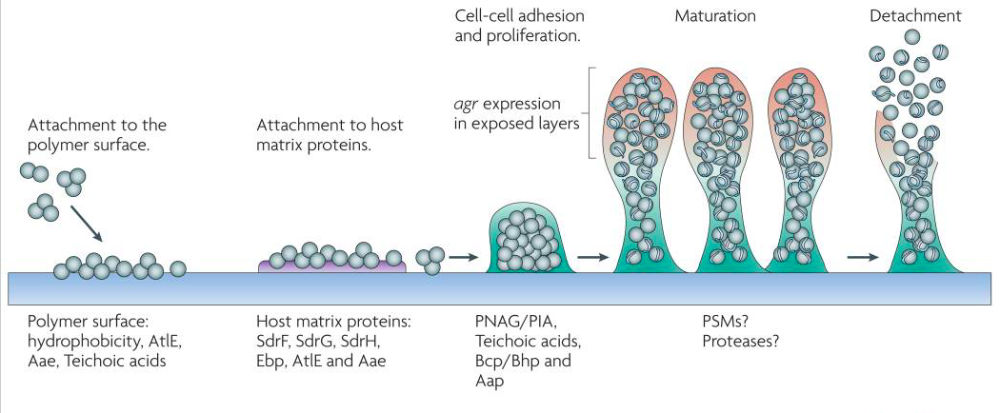 Cell-cell adhesion
and proliferation.
Maturation
Detachment
agr expression
in exposed layers
Attachment to the
polymer surface.
Attachment to host
matrix proteins.
Polymer surface:
hydrophobicity, AtlE,
Aae, Teichoic acids
Host matrix proteins:
SdrF, SdrG, SdrH,
Ebp, AtlE and Aae
PNAG/PIA,
Teichoic acids,
Bcp/Bhp and
Aap
PSMs?
Proteases?